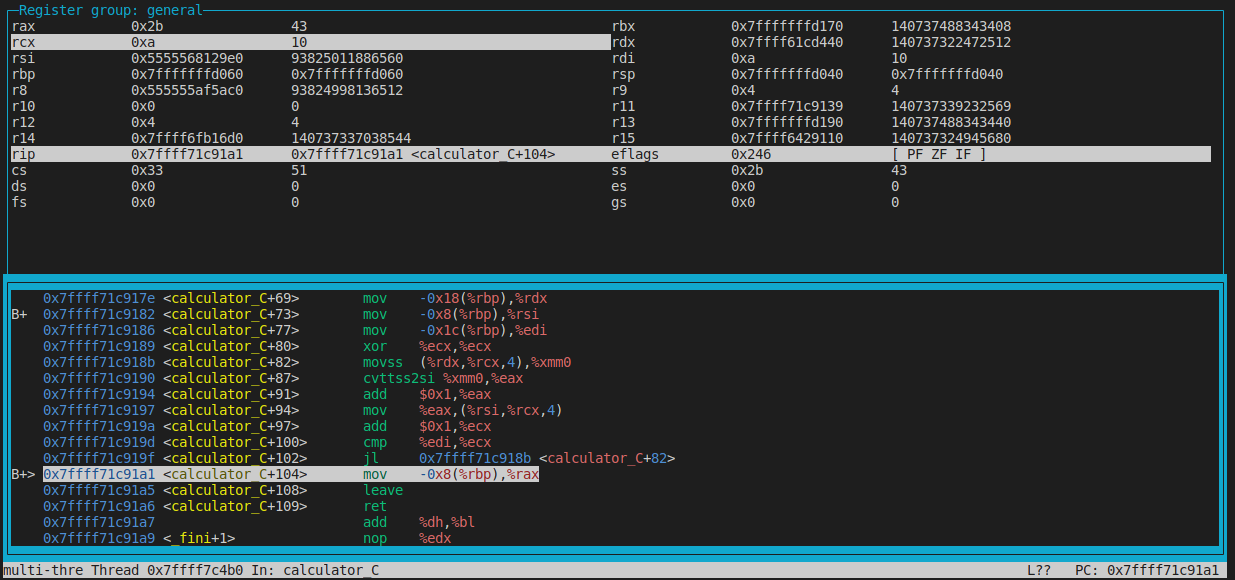 Register group: general
rax 0x2b 43 rbx 0x7fffffffd170 140737488343408
rcx 0xa 10 rdx 0x7ffff61cd440 140737322472512
rsi 0x5555568129e0 93825011886560 rdi 0xa 10
rbp 0x7fffffffd060 0x7fffffffd060 rsp 0x7fffffffd040 0x7fffffffd040
r8 0x555555af5ac0 93824998136512 r9 0x4 4
r10 0x0 0 r11 0x7ffff71c9139 140737339232569
r12 0x4 4 r13 0x7fffffffd190 140737488343440
r14 0x7ffff6fb16d0 140737337038544 r15 0x7ffff6429110 140737324945680
rip 0x7ffff71c91a1 0x7ffff71c91a1 <calculator_C+104> eflags 0x246 [ PF ZF IF ]
cs 0x33 51 ss 0x2b 43
ds 0x0 0 es 0x0 0
fs 0x0 0 gs 0x0 0
0x7ffff71c917e <calculator_C+69> mov -0x18(%rbp),%rdx
B+ 0x7ffff71c9182 <calculator_C+73> mov -0x8(%rbp),%rsi
0x7ffff71c9186 <calculator_C+77> mov -0x1c(%rbp),%edi
0x7ffff71c9189 <calculator_C+80> xor %ecx,%ecx
0x7ffff71c918b <calculator_C+82> movss (%rdx,%rcx,4),%xmm0
0x7ffff71c9190 <calculator_C+87> cvttss2si %xmm0,%eax
0x7ffff71c9194 <calculator_C+91> add $0x1,%eax
0x7ffff71c9197 <calculator_C+94> mov %eax,(%rsi,%rcx,4)
0x7ffff71c919a <calculator_C+97> add $0x1,%ecx
0x7ffff71c919d <calculator_C+100> cmp %edi,%ecx
0x7ffff71c919f <calculator_C+102> jl 0x7ffff71c918b <calculator_C+82>
B+> 0x7ffff71c91a1 <calculator_C+104> mov -0x8(%rbp),%rax
0x7ffff71c91a5 <calculator_C+108> leave
0x7ffff71c91a6 <calculator_C+109> ret
0x7ffff71c91a7 add %dh,%bl
0x7ffff71c91a9 <_fini+1> nop %edx
multi-thre Thread 0x7ffff7c4b0 In: calculator_C L?? PC: 0x7ffff71c91a1